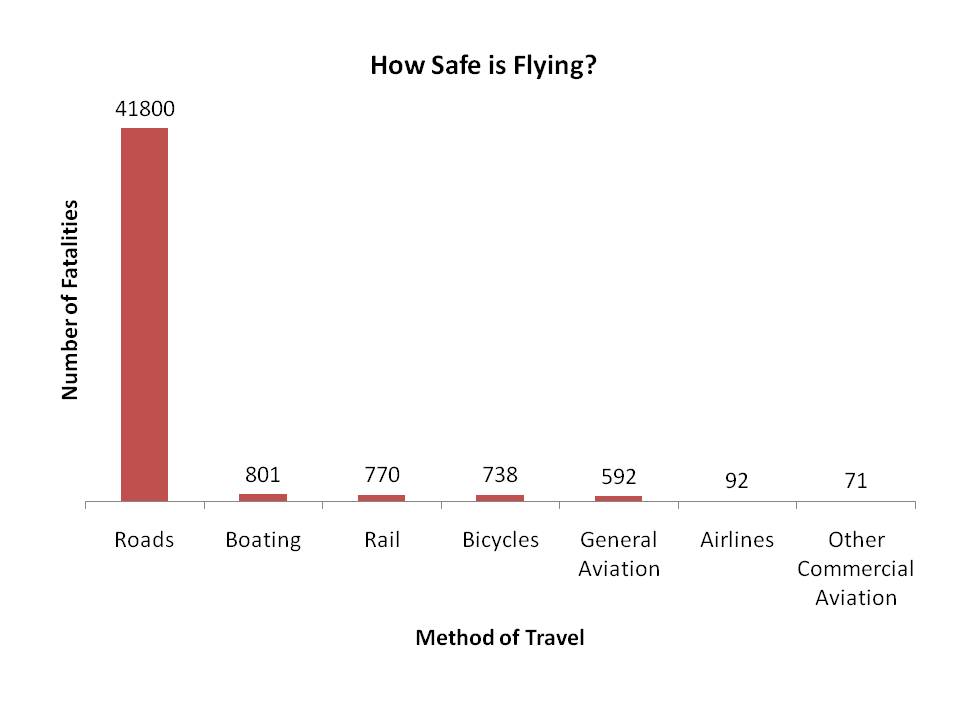 How Safe is Flying?
41800
801
770
738
592
92
71
Number of Fatalities
Roads
Boating
Rail
Bicycles
General
Aviation
Airlines
Other
Commercial
Aviation
Method of Travel